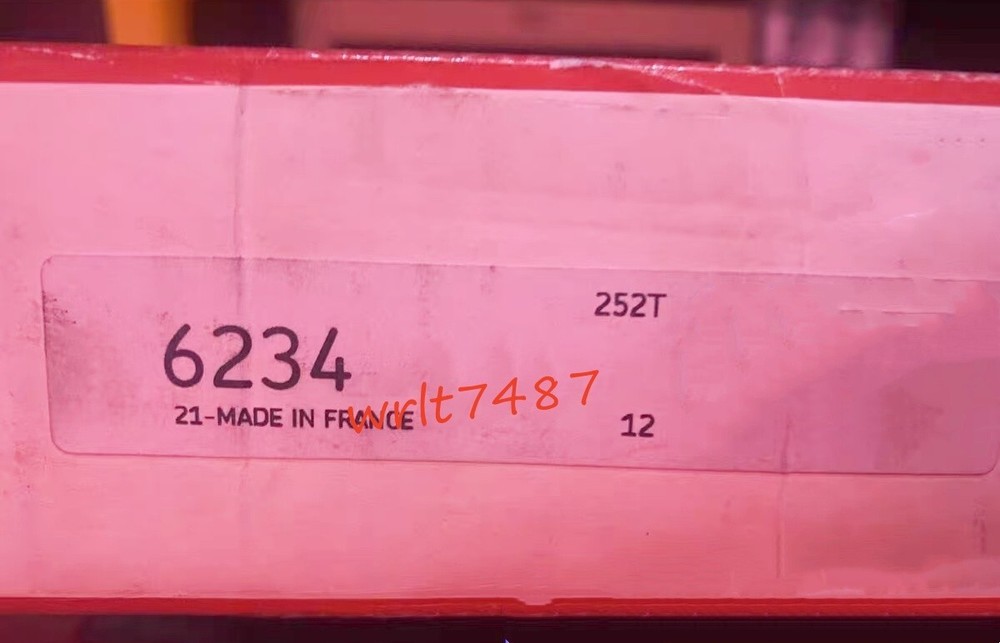 252T
6234
21-MADE IN FRANCE
wrlt7487
12